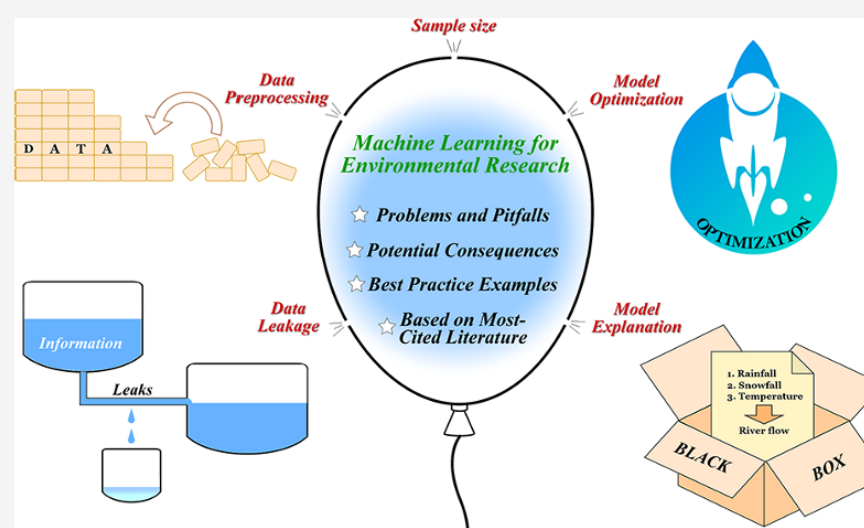 Sample size
Data
Preprocessing
Model
Optimization
D A T A
Machine Learning for
Environmental Research
Problems and Pitfalls
Potential Consequences
Best Practice Examples
Based on Most-
Cited Literature
OPTIMIZATION
Data
Leakage
Model
Explanation
Information
Leaks
1. Rainfall
2. Snowfall
3. Temperature
River flow
BLACK
BOX